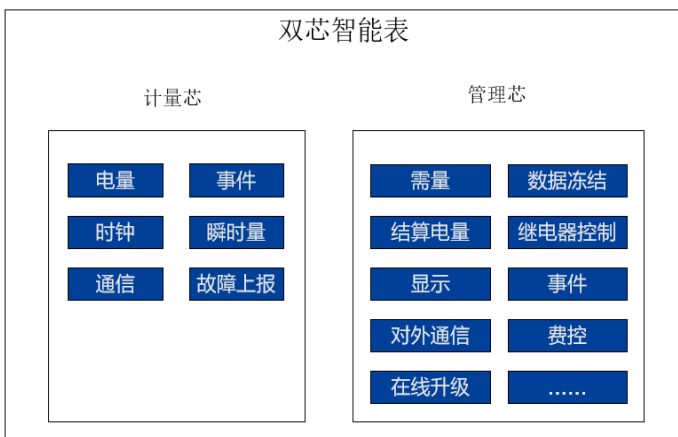 双芯智能表
计量芯
管理芯
电量
事件
时钟
瞬时量
通信
故障上报
需量
数据冻结
结算电量
继电器控制
显示
事件
对外通信
费控
在线升级
……